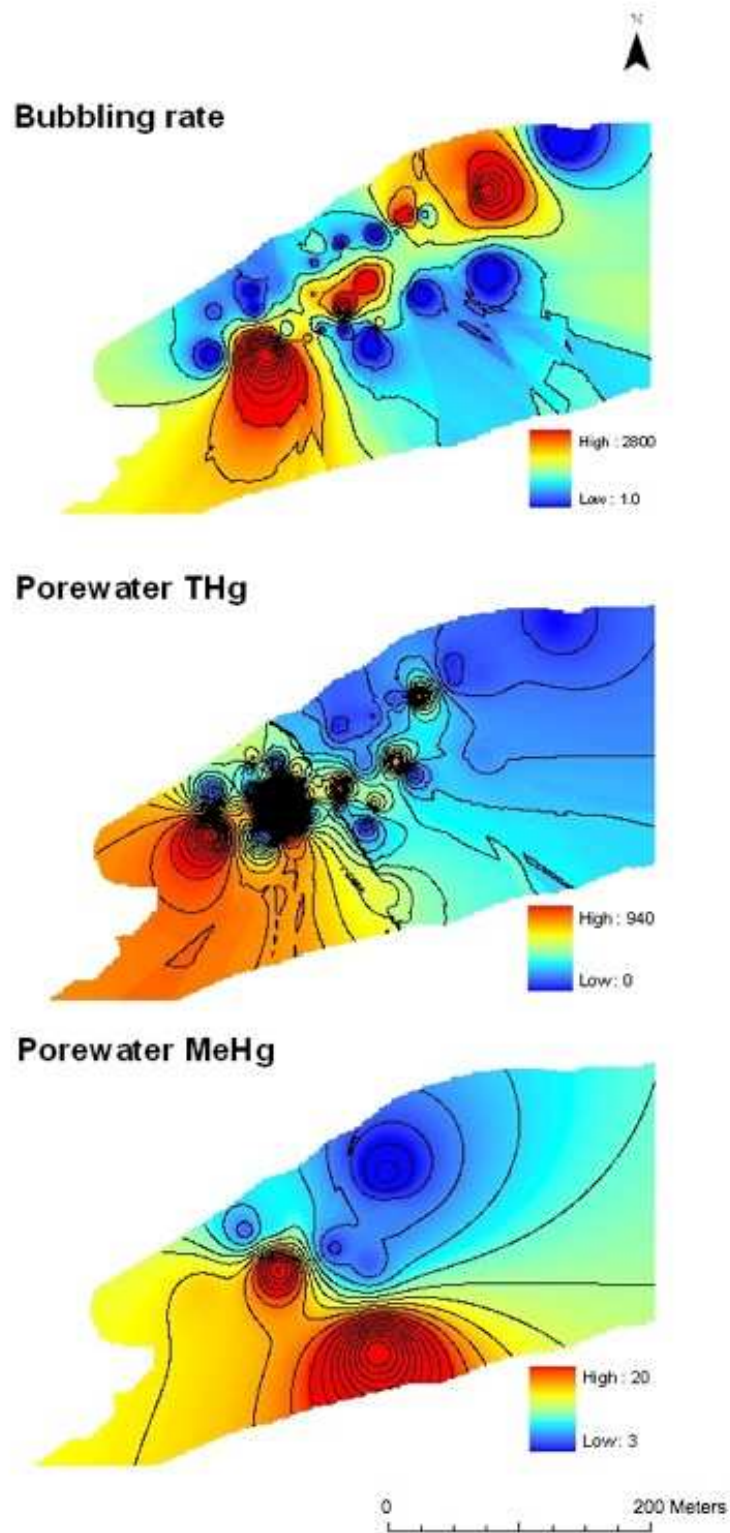 N
Bubbling rate
High : 2800
Low : 1.0
Porewater THg
High : 940
Low : 0
Porewater MeHg
High : 20
Low : 3
0 200 Meters